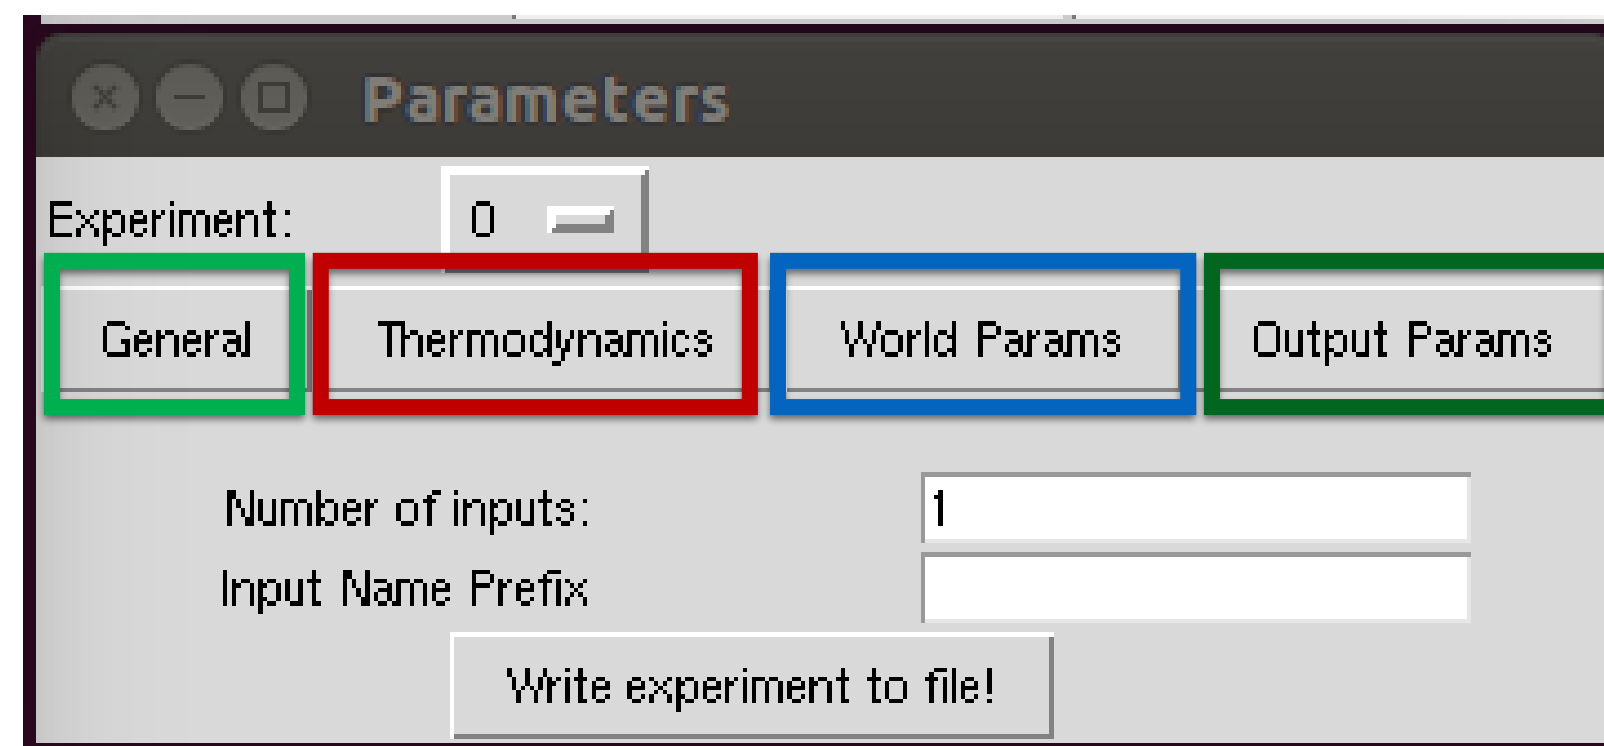 Parameters
Experiment: 0
General Thermodynamics World Params Output Params
Number of inputs: 1
Input Name Prefix
Write experiment to file!